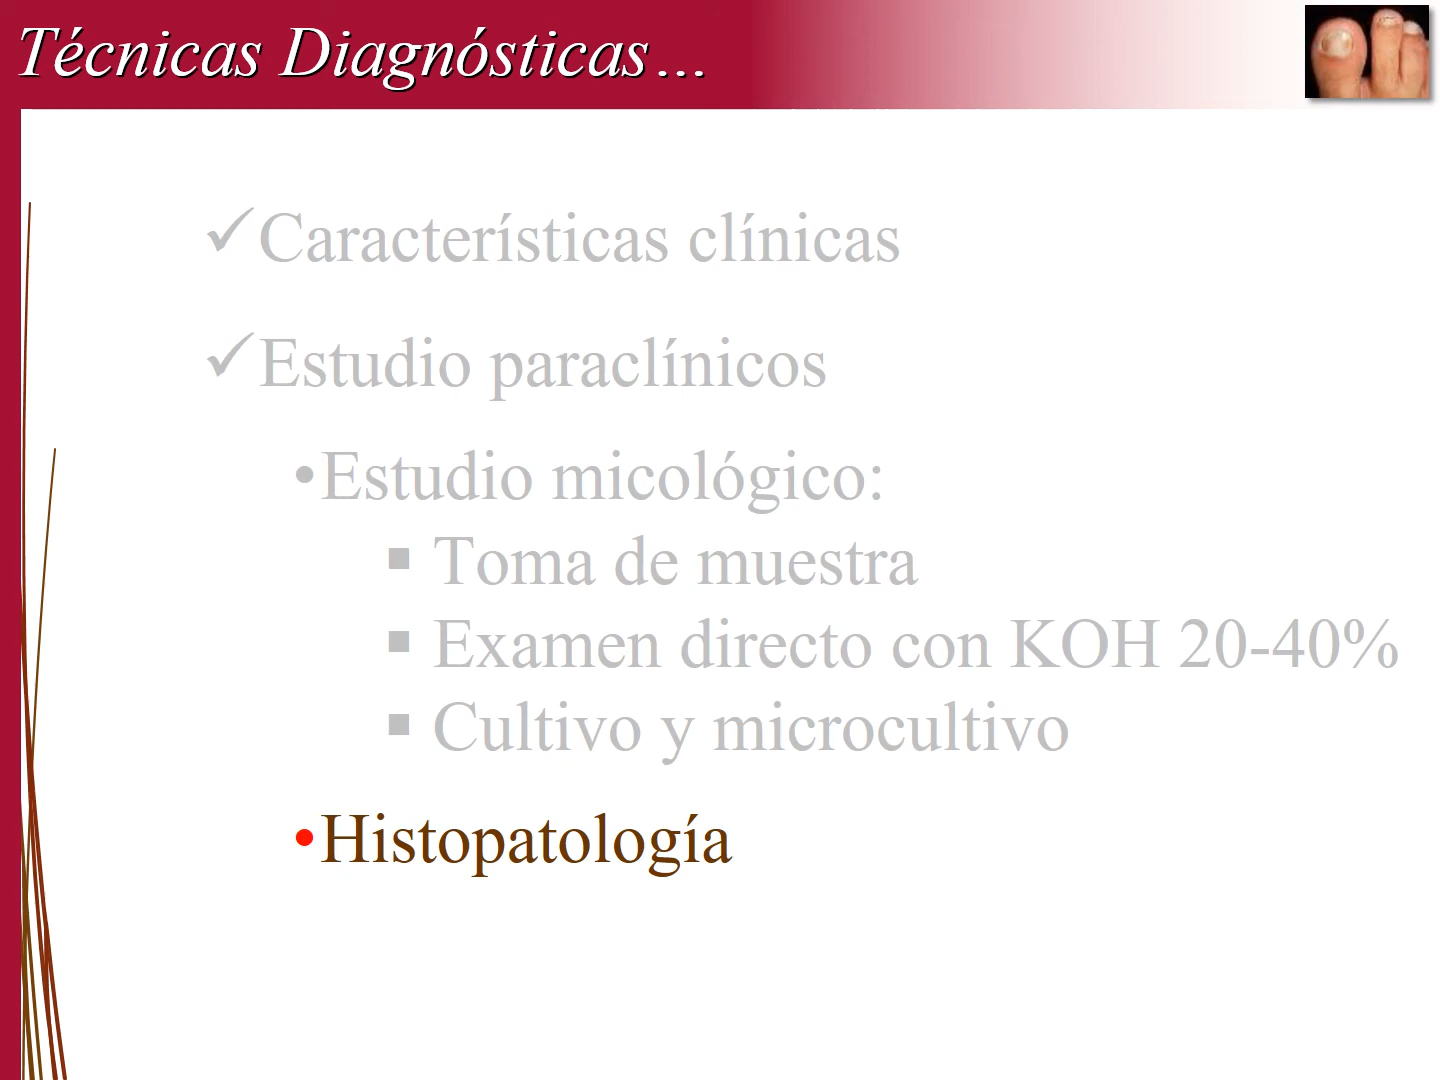 Técnicas Diagnósticas...
✓Características clínicas
✓Estudio paraclínicos
•Estudio micológico:
▪ Toma de muestra
▪ Examen directo con KOH 20-40%
▪ Cultivo y microcultivo
•Histopatología